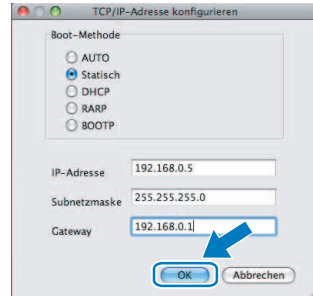 TCP/IP-Adresse konfigurieren
Boot-Methode
AUTO
Statisch
DHCP
RARP
BOOTP
IP-Adresse 192.168.0.5
Subnetzmaske 255.255.255.0
Gateway 192.168.0.1
OK Abbrechen